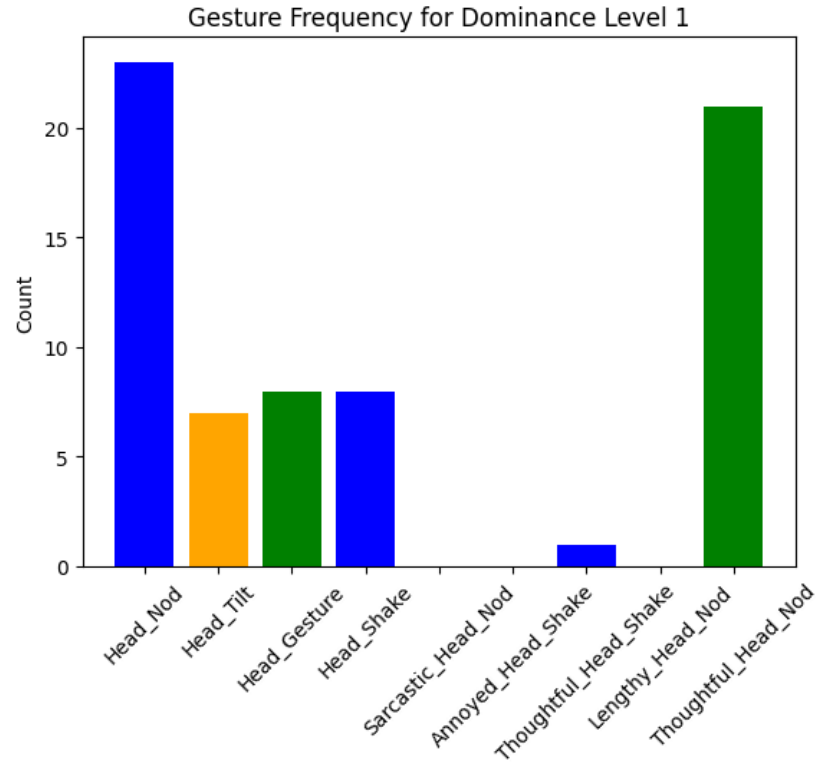 Gesture Frequency for Dominance Level 1
Count
20
15
10
5
0
Head_Nod
Head_Tilt
Head_Gesture
Head_Shake
Sarcastic_Head_Nod
Annoyed_Head_Shake
Thoughtful_Head_Shake
Lengthy_Head_Nod
Thoughtful_Head_Nod